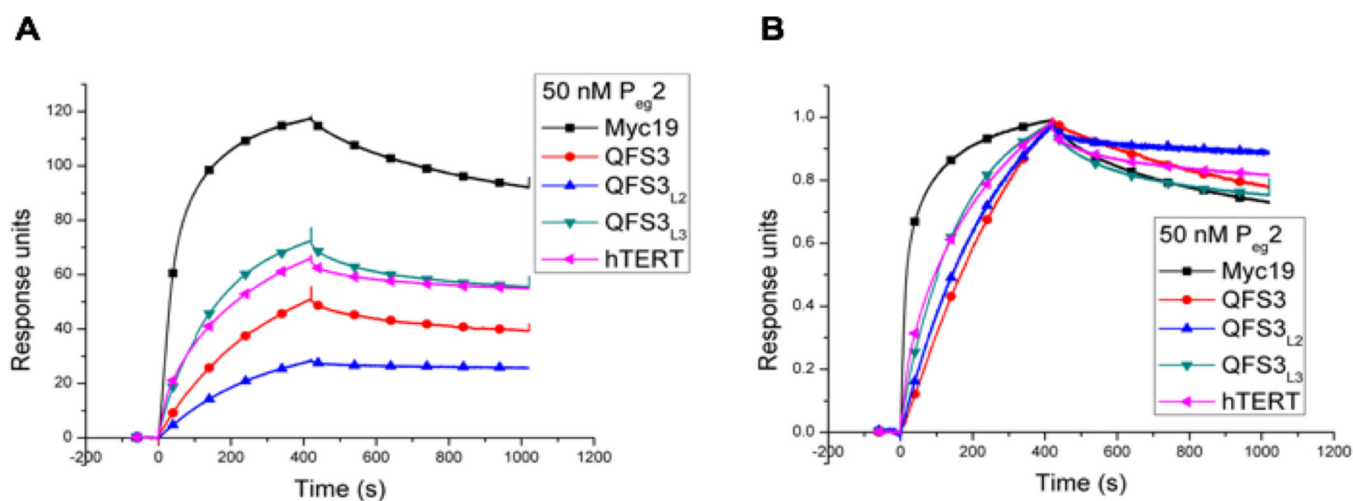 A
B
50 nM Peg2
Myc19
QFS3
QFS3L2
QFS3L3
hTERT
120
100
80
60
40
20
0
Response units
-200 0 200 400 600 800 1000 1200
Time (s)
1.0
0.8
0.6
0.4
0.2
0.0
Response units
50 nM Peg2
Myc19
QFS3
QFS3L2
QFS3L3
hTERT
-200 0 200 400 600 800 1000 1200
Time (s)